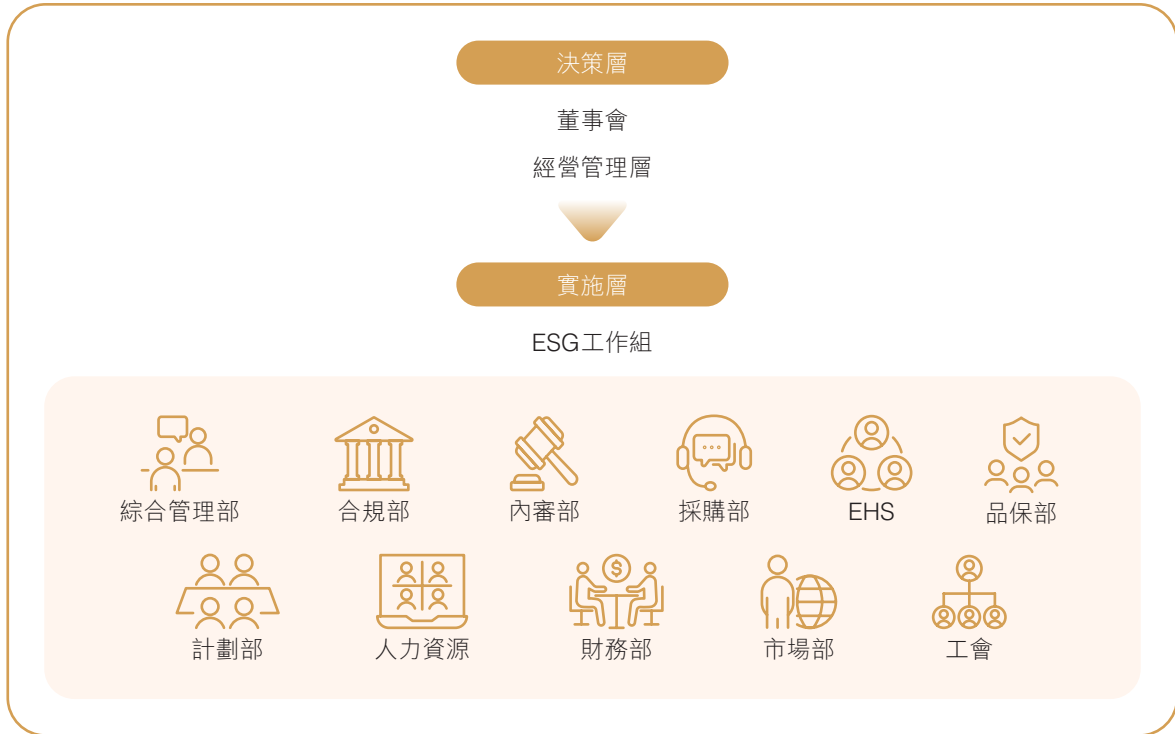 決策層
董事會
經營管理層
實施層
ESG工作組
綜合管理部 合規部 內審部 採購部 EHS 品保部
計劃部 人力資源 財務部 市場部 工會